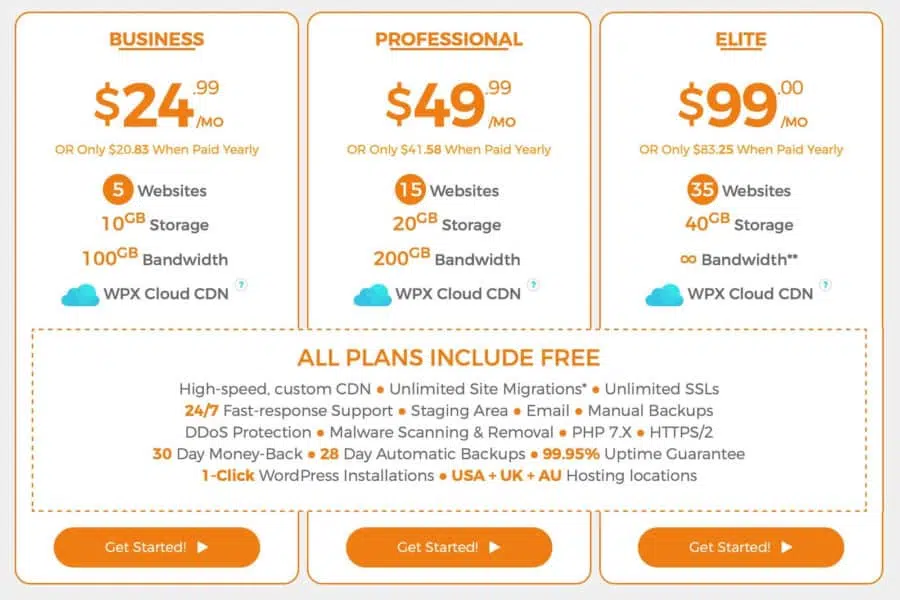 BUSINESS
$24.99/MO
OR Only $20.83 When Paid Yearly
5 Websites
10GB Storage
100GB Bandwidth
WPX Cloud CDN ?
PROFESSIONAL
$49.99/MO
OR Only $41.58 When Paid Yearly
15 Websites
20GB Storage
200GB Bandwidth
WPX Cloud CDN ?
ELITE
$99.00/MO
OR Only $83.25 When Paid Yearly
35 Websites
40GB Storage
∞ Bandwidth**
WPX Cloud CDN ?
ALL PLANS INCLUDE FREE
High-speed, custom CDN • Unlimited Site Migrations* • Unlimited SSLs
24/7 Fast-response Support • Staging Area • Email • Manual Backups
DDoS Protection • Malware Scanning & Removal • PHP 7.X • HTTPS/2
30 Day Money-Back • 28 Day Automatic Backups • 99.95% Uptime Guarantee
1-Click WordPress Installations • USA + UK + AU Hosting locations
Get Started!
Get Started!
Get Started!